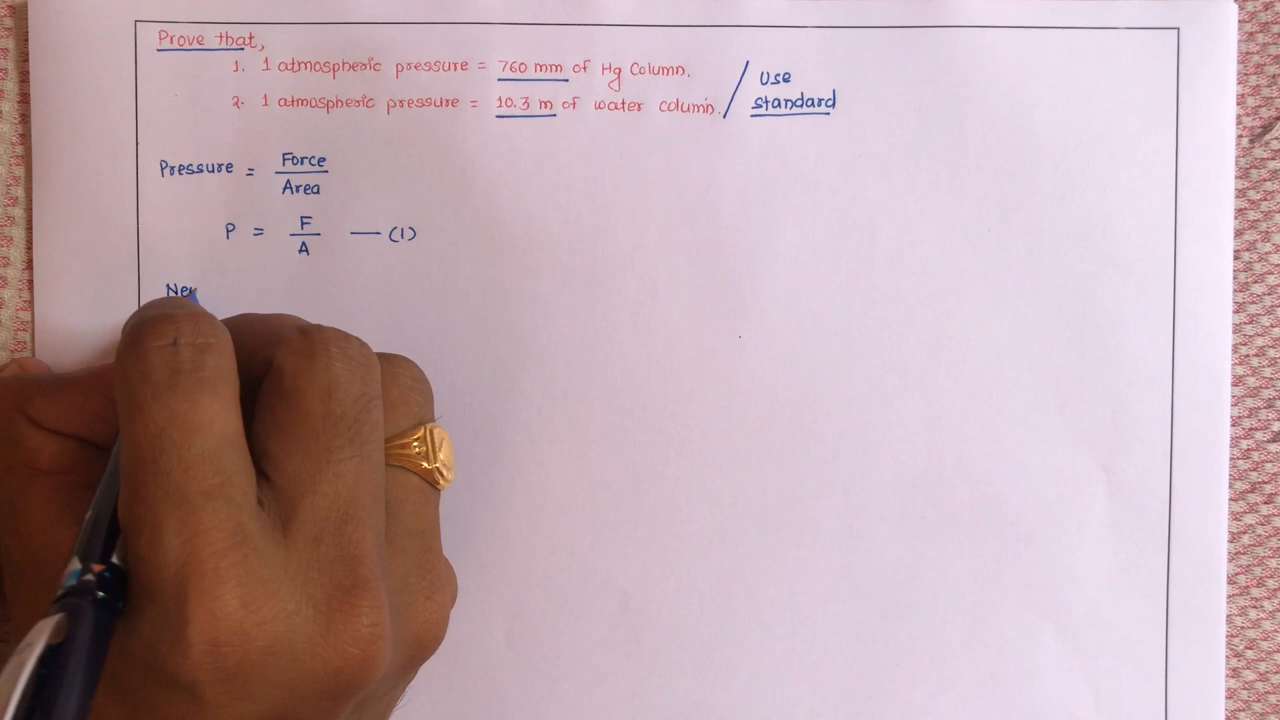 Prove that,
1. 1 atmospheric pressure = 760 mm of Hg Column.
2. 1 atmospheric pressure = 10.3 m of water column.
/ Use
standard
Pressure = Force
Area
P = F
A — (1)
New